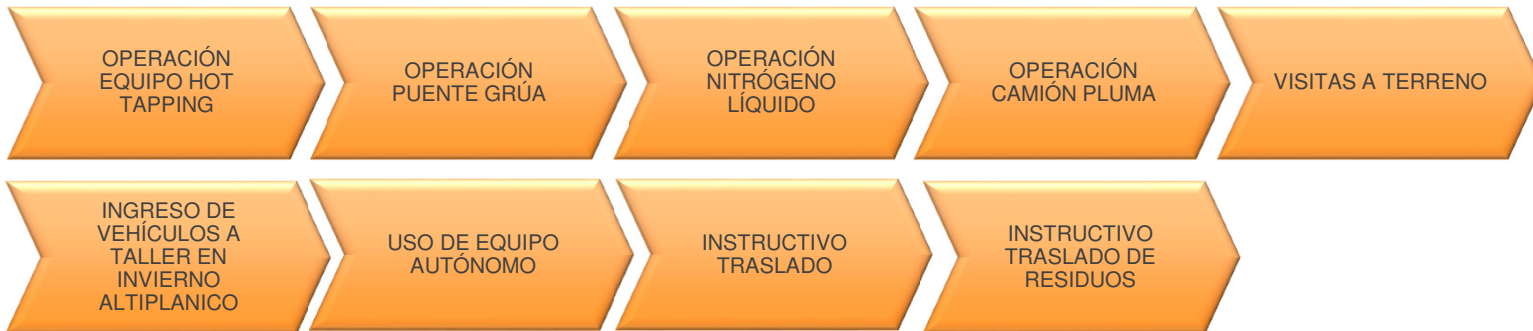 OPERACIÓN
EQUIPO HOT
TAPPING
OPERACIÓN
PUENTE GRÚA
OPERACIÓN
NITRÓGENO
LÍQUIDO
OPERACIÓN
CAMIÓN PLUMA
VISITAS A TERRENO
INGRESO DE
VEHÍCULOS A
TALLER EN
INVIERNO
ALTIPLANICO
USO DE EQUIPO
AUTÓNOMO
INSTRUCTIVO
TRASLADO
INSTRUCTIVO
TRASLADO DE
RESIDUOS